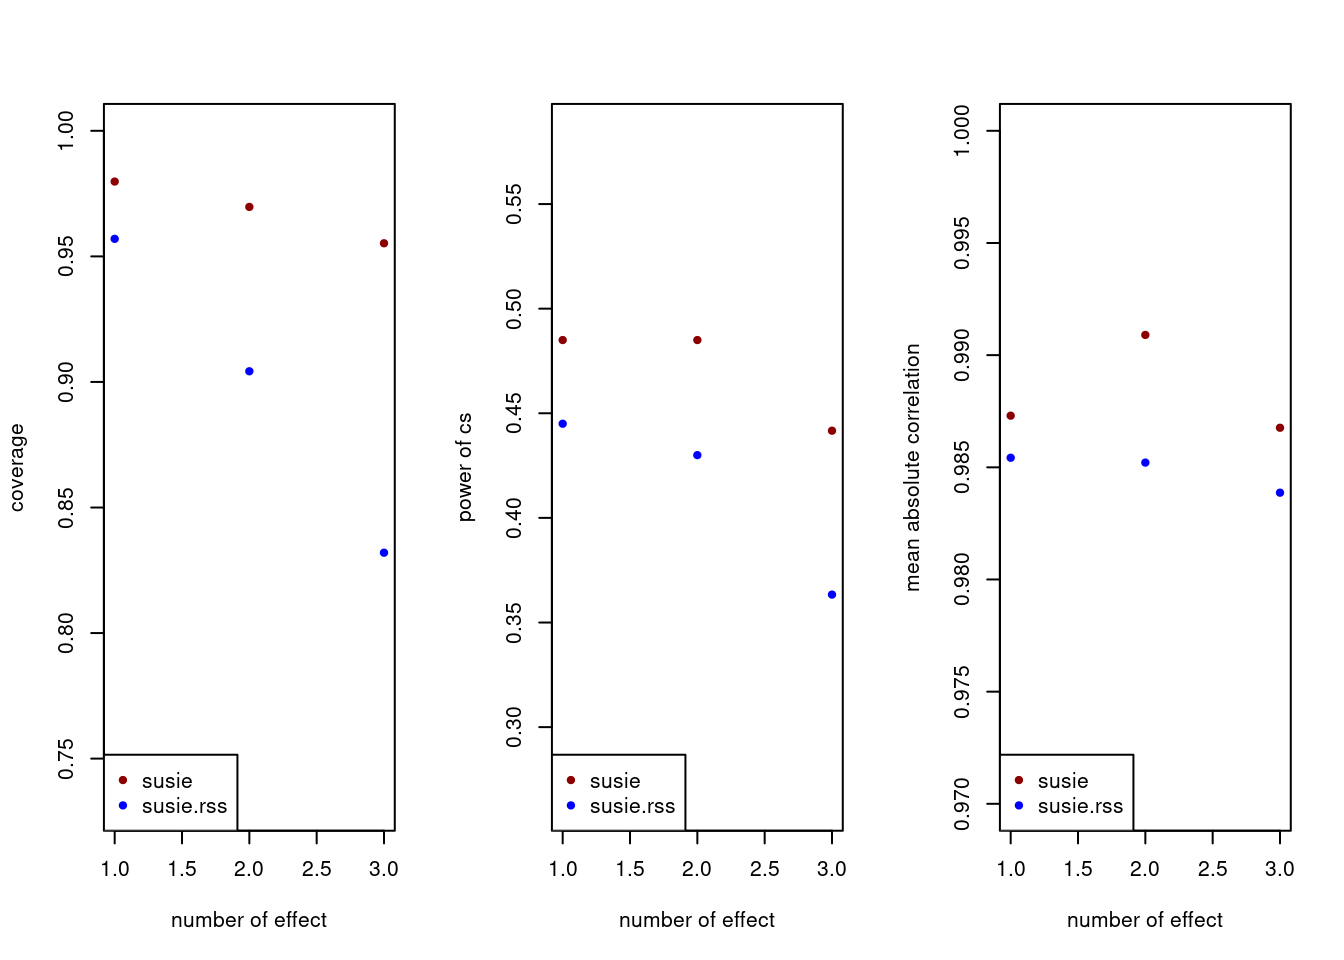 coverage
1.00
0.95
0.90
0.85
0.80
0.75
susie
susie.rss
1.0 1.5 2.0 2.5 3.0
number of effect
power of cs
0.55
0.50
0.45
0.40
0.35
0.30
susie
susie.rss
1.0 1.5 2.0 2.5 3.0
number of effect
mean absolute correlation
1.000
0.995
0.990
0.985
0.980
0.975
0.970
susie
susie.rss
1.0 1.5 2.0 2.5 3.0
number of effect